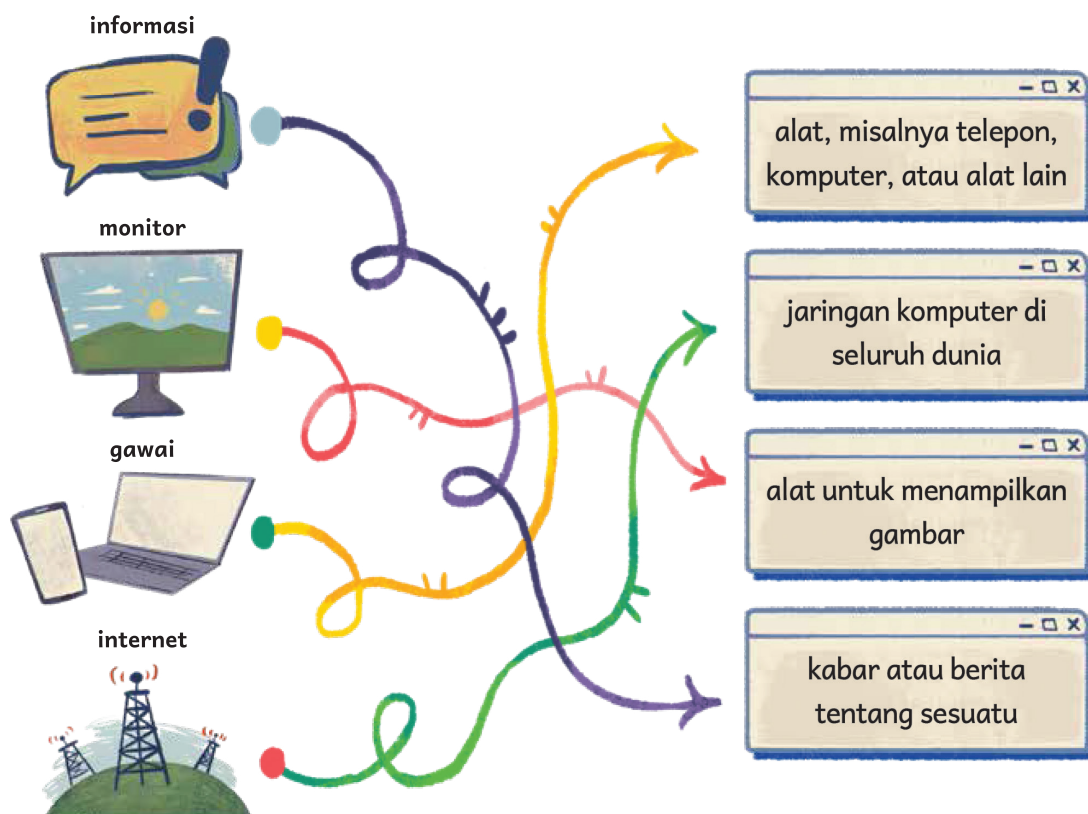 informasi
monitor
gawai
internet
alat, misalnya telepon,
komputer, atau alat lain
jaringan komputer di
seluruh dunia
alat untuk menampilkan
gambar
kabar atau berita
tentang sesuatu